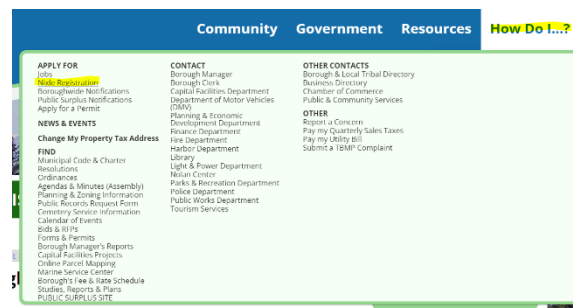 Community Government Resources How Do I...?
APPLY FOR
Jobs
Nixle Registration
Boroughwide Notifications
Public Surplus Notifications
Apply for a Permit
NEWS & EVENTS
Change My Property Tax Address
FIND
Municipal Code & Charter
Resolutions
Ordinances
Agendas & Minutes (Assembly)
Planning & Zoning Information
Public Records Request Form
Cemetery Service Information
Calendar of Events
Bids & RFPs
Forms & Permits
Borough Manager's Reports
Capital Facilities Projects
Online Parcel Mapping
Marine Service Center
Borough's Fee & Rate Schedule
Studies, Reports & Plans
PUBLIC SURPLUS SITE
CONTACT
Borough Manager
Borough Clerk
Capital Facilities Department
Department of Motor Vehicles
(DMV)
Planning & Economic
Development Department
Finance Department
Fire Department
Harbor Department
Library
Light & Power Department
Nolan Center
Parks & Recreation Department
Police Department
Public Works Department
Tourism Services
OTHER CONTACTS
Borough & Local Tribal Directory
Business Directory
Chamber of Commerce
Public & Community Services
OTHER
Report a Concern
Pay my Quarterly Sales Taxes
Pay my Utility Bill
Submit a TBMP Complaint